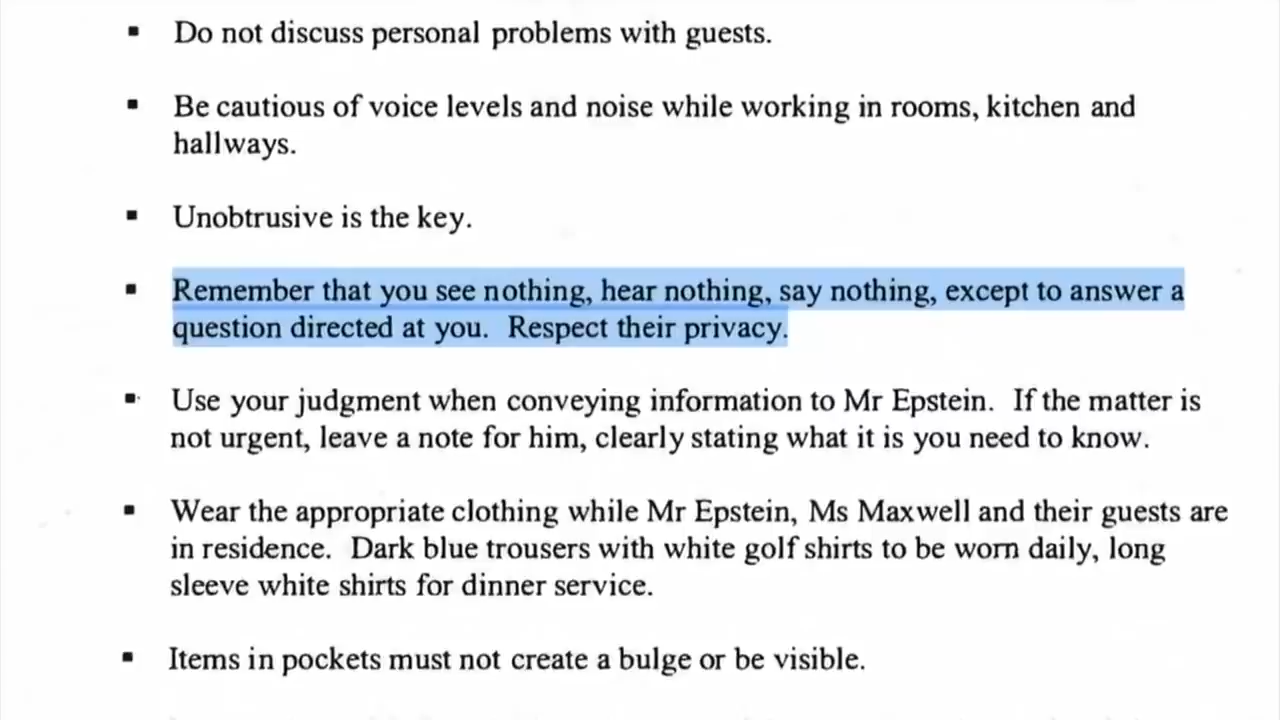 ▪ Do not discuss personal problems with guests.
▪ Be cautious of voice levels and noise while working in rooms, kitchen and
hallways.
▪ Unobtrusive is the key.
▪ Remember that you see nothing, hear nothing, say nothing, except to answer a
question directed at you. Respect their privacy.
▪ Use your judgment when conveying information to Mr Epstein. If the matter is
not urgent, leave a note for him, clearly stating what it is you need to know.
▪ Wear the appropriate clothing while Mr Epstein, Ms Maxwell and their guests are
in residence. Dark blue trousers with white golf shirts to be worn daily, long
sleeve white shirts for dinner service.
▪ Items in pockets must not create a bulge or be visible.